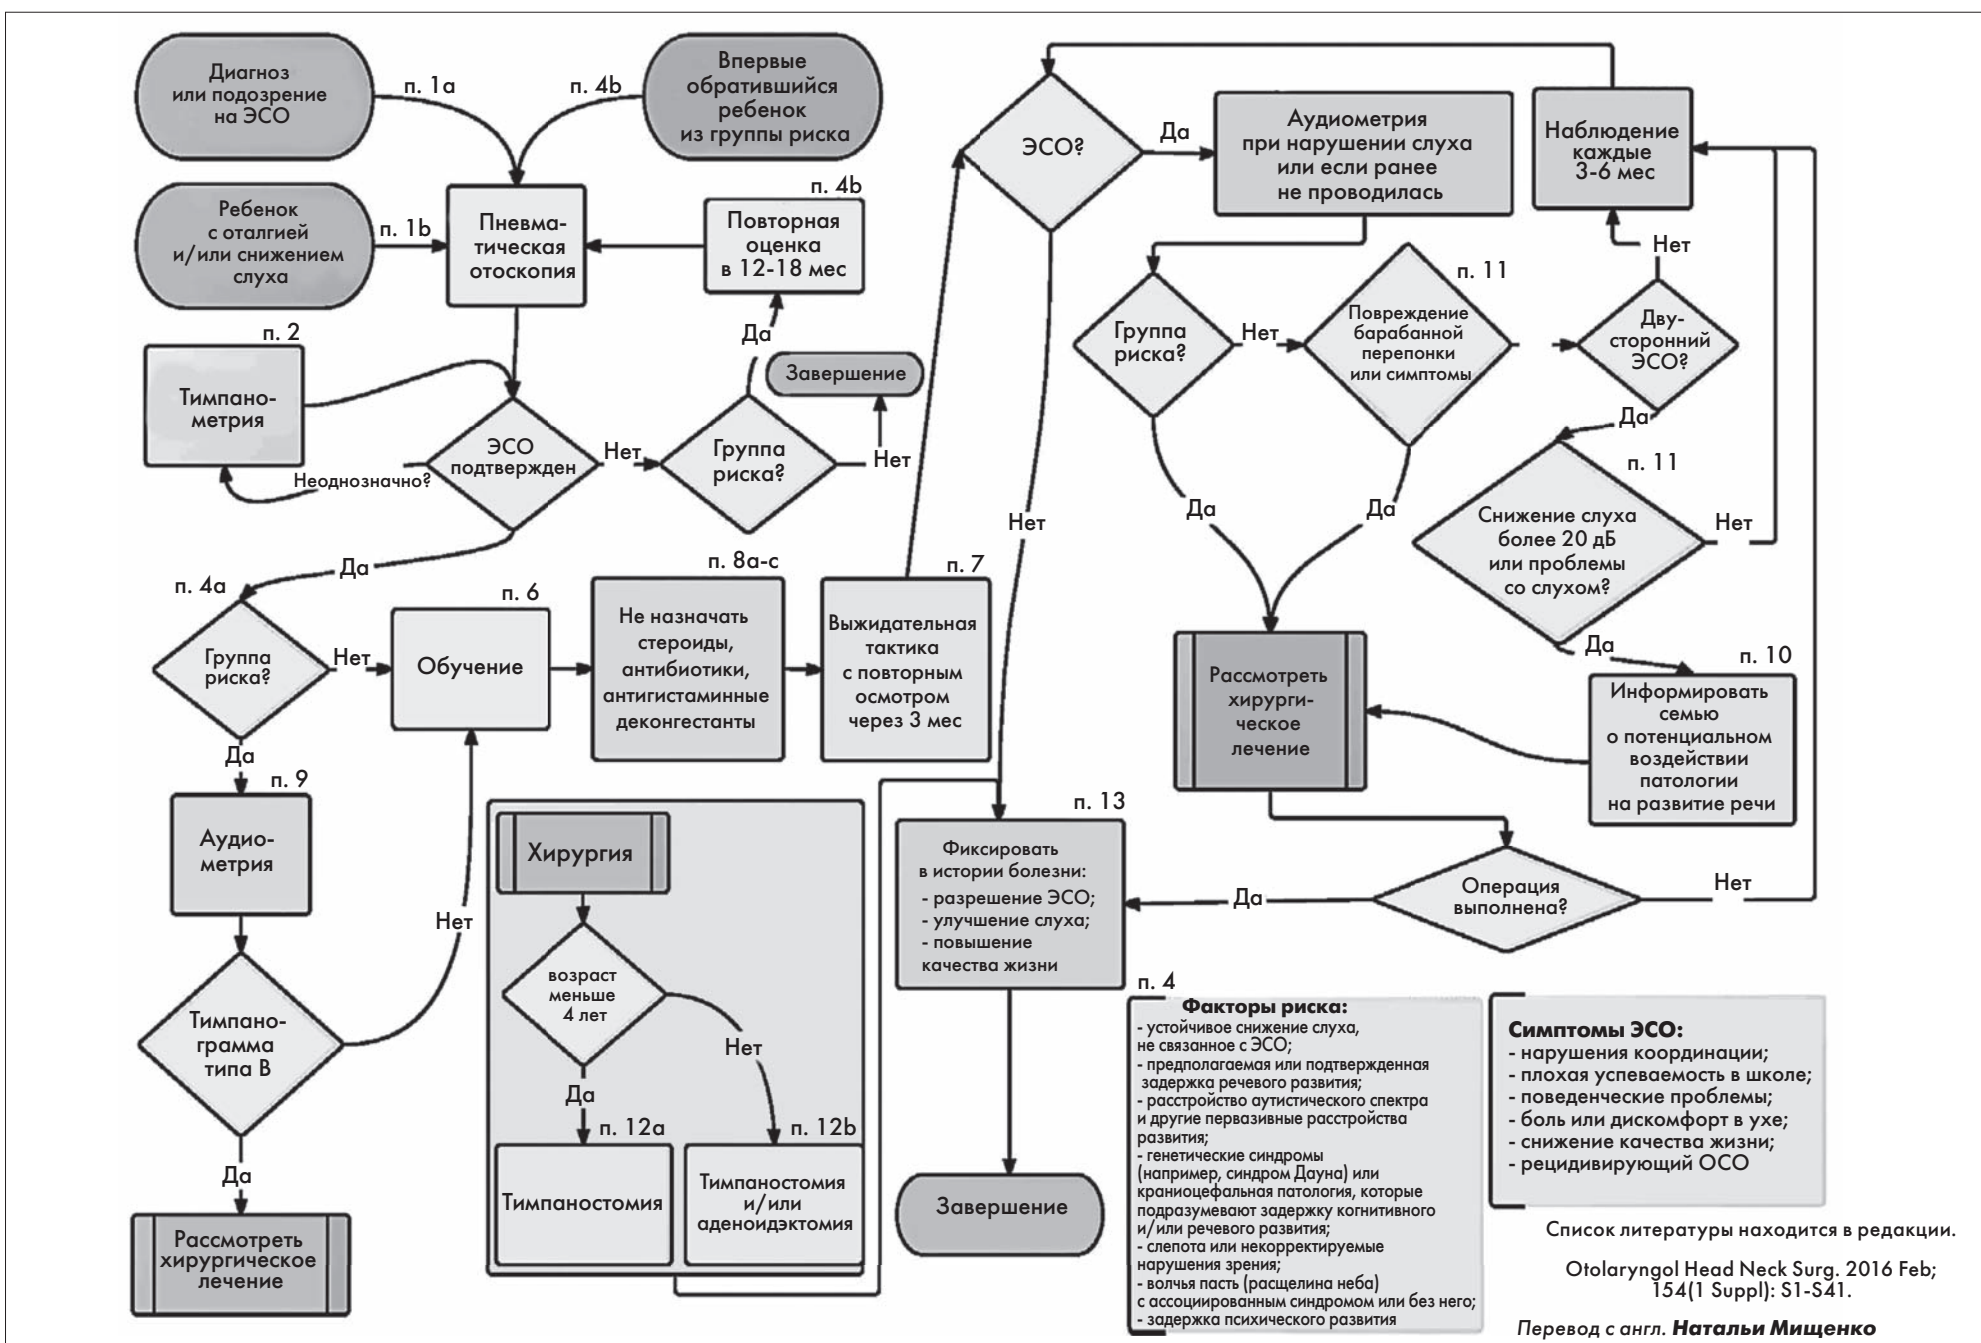 Диагноз
или подозрение
на ЭСО
п. 1a
п. 4b
Впервые
обратившийся
ребенок
из группы риска
Ребенок
с оталгией
и/или снижением
слуха
п. 1b
Пневма-
тическая
отоскопия
п. 4b
Повторная
оценка
в 12-18 мес
п. 2
Тимпано-
метрия
Неоднозначно?
ЭСО
подтвержден
Нет
Группа
риска?
Да
Завершение
Нет
Да
п. 4a
Группа
риска?
Нет
п. 6
Обучение
п. 8a-c
Не назначать
стероиды,
антибиотики,
антигистаминные
деконгестанты
п. 7
Выжидательная
тактика
с повторным
осмотром
через 3 мес
Да
п. 9
Аудио-
метрия
Нет
Тимпано-
грамма
типа В
Да
Рассмотреть
хирургическое
лечение
Хирургия
возраст
меньше
4 лет
Нет
Да
п. 12a
Тимпаностомия
п. 12b
Тимпаностомия
и/или
аденоидэктомия
ЭСО?
Да
Аудиометрия
при нарушении слуха
или если ранее
не проводилась
Наблюдение
каждые
3-6 мес
Нет
Группа
риска?
Нет
п. 11
Повреждение
барабанной
перепонки
или симптомы
Нет
Дву-
сторонний
ЭСО?
Да
Да
Да
п. 11
Снижение слуха
более 20 дБ
или проблемы
со слухом?
Нет
Да
п. 10
Информировать
семью
о потенциальном
воздействии
патологии
на развитие речи
Рассмотреть
хирурги-
ческое
лечение
Операция
выполнена?
Нет
Да
п. 13
Фиксировать
в истории болезни:
- разрешение ЭСО;
- улучшение слуха;
- повышение
качества жизни
Завершение
п. 4
Факторы риска:
- устойчивое снижение слуха,
не связанное с ЭСО;
- предполагаемая или подтвержденная
задержка речевого развития;
- расстройство аутистического спектра
и другие первазивные расстройства
развития;
- генетические синдромы
(например, синдром Дауна) или
краниоцефальная патология, которые
подразумевают задержку когнитивного
и/или речевого развития;
- слепота или некорректируемые
нарушения зрения;
- волчья пасть (расщелина неба)
с ассоциированным синдромом или без него;
- задержка психического развития
Симптомы ЭСО:
- нарушения координации;
- плохая успеваемость в школе;
- поведенческие проблемы;
- боль или дискомфорт в ухе;
- снижение качества жизни;
- рецидивирующий ОСО
Список литературы находится в редакции.
Otolaryngol Head Neck Surg. 2016 Feb;
154(1 Suppl): S1-S41.
Перевод с англ. Натальи Мищенко